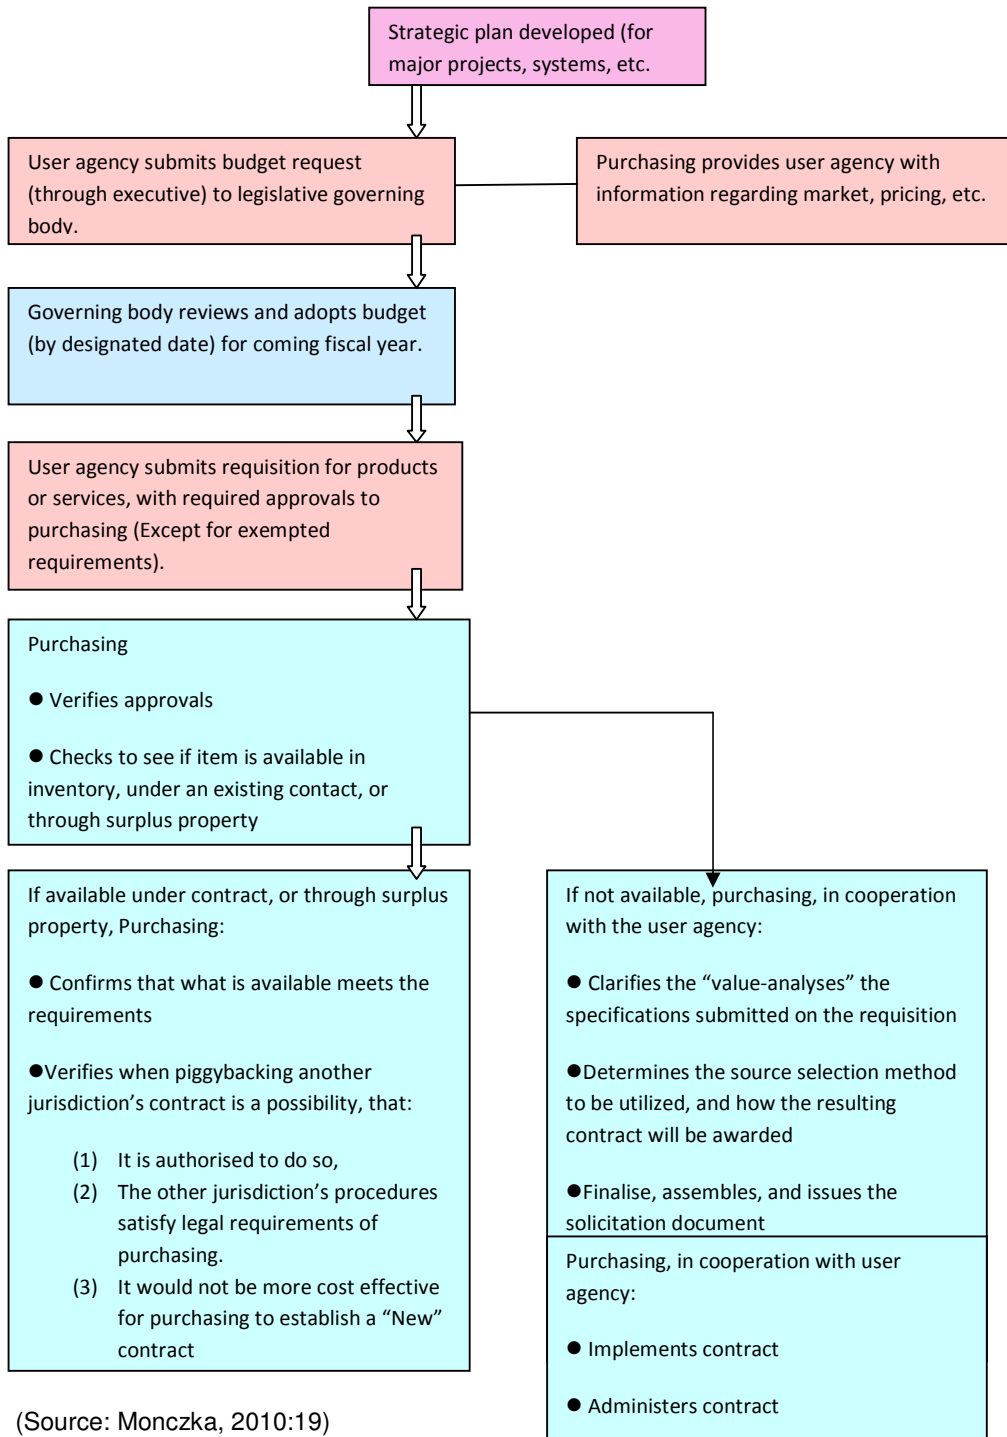 Strategic plan developed (for
major projects, systems, etc.
User agency submits budget request
(through executive) to legislative governing
body.
Purchasing provides user agency with
information regarding market, pricing, etc.
Governing body reviews and adopts budget
(by designated date) for coming fiscal year.
User agency submits requisition for products
or services, with required approvals to
purchasing (Except for exempted
requirements).
Purchasing
● Verifies approvals
● Checks to see if item is available in
inventory, under an existing contact, or
through surplus property
If available under contract, or through surplus
property, Purchasing:
● Confirms that what is available meets the
requirements
●Verifies when piggybacking another
jurisdiction’s contract is a possibility, that:
(1) It is authorised to do so,
(2) The other jurisdiction’s procedures
satisfy legal requirements of
purchasing.
(3) It would not be more cost effective
for purchasing to establish a “New”
contract
If not available, purchasing, in cooperation
with the user agency:
● Clarifies the “value-analyses” the
specifications submitted on the requisition
●Determines the source selection method
to be utilized, and how the resulting
contract will be awarded
●Finalise, assembles, and issues the
solicitation document
Purchasing, in cooperation with user
agency:
● Implements contract
● Administers contract
(Source: Monczka, 2010:19)